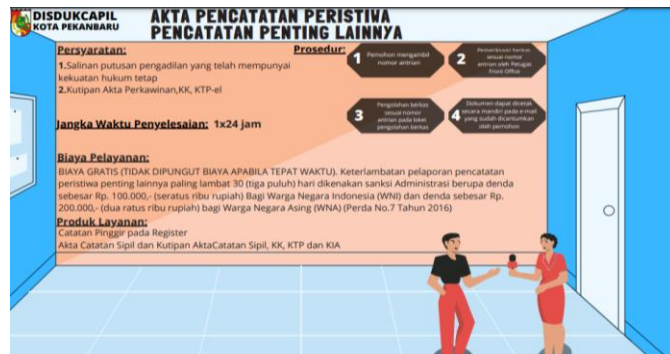 DISDUKCAPIL
KOTA PEKANBARU
AKTA PENCATATAN PERISTIWA
PENCATATAN PENTING LAINNYA
Persyaratan:
1.Salinan putusan pengadilan yang telah mempunyai
kekuatan hukum tetap
2.Kutipan Akta Perkawinan,KK, KTP-el
Prosedur:
1
Pemohon mengambil
nomor antrian
2
Pemeriksaan berkas
sesuai nomor
antrian oleh Petugas
Front Office
3
Pengolahan berkas
sesuai nomor
antrian pada loket
pengolahan berkas
4
Dokumen dapat dicetak
secara mandiri pada e-mail
yang sudah dicantumkan
oleh pemohon
Jangka Waktu Penyelesaian: 1x24 jam
Biaya Pelayanan:
BIAYA GRATIS (TIDAK DIPUNGUT BIAYA APABILA TEPAT WAKTU). Keterlambatan pelaporan pencatatan
peristiwa penting lainnya paling lambat 30 (tiga puluh) hari dikenakan sanksi Administrasi berupa denda
sebesar Rp. 100.000,- (seratus ribu rupiah) Bagi Warga Negara Indonesia (WNI) dan denda sebesar Rp.
200.000,- (dua ratus ribu rupiah) bagi Warga Negara Asing (WNA) (Perda No.7 Tahun 2016)
Produk Layanan:
Catatan Pinggir pada Register
Akta Catatan Sipil dan Kutipan AktaCatatan Sipil, KK, KTP dan KIA